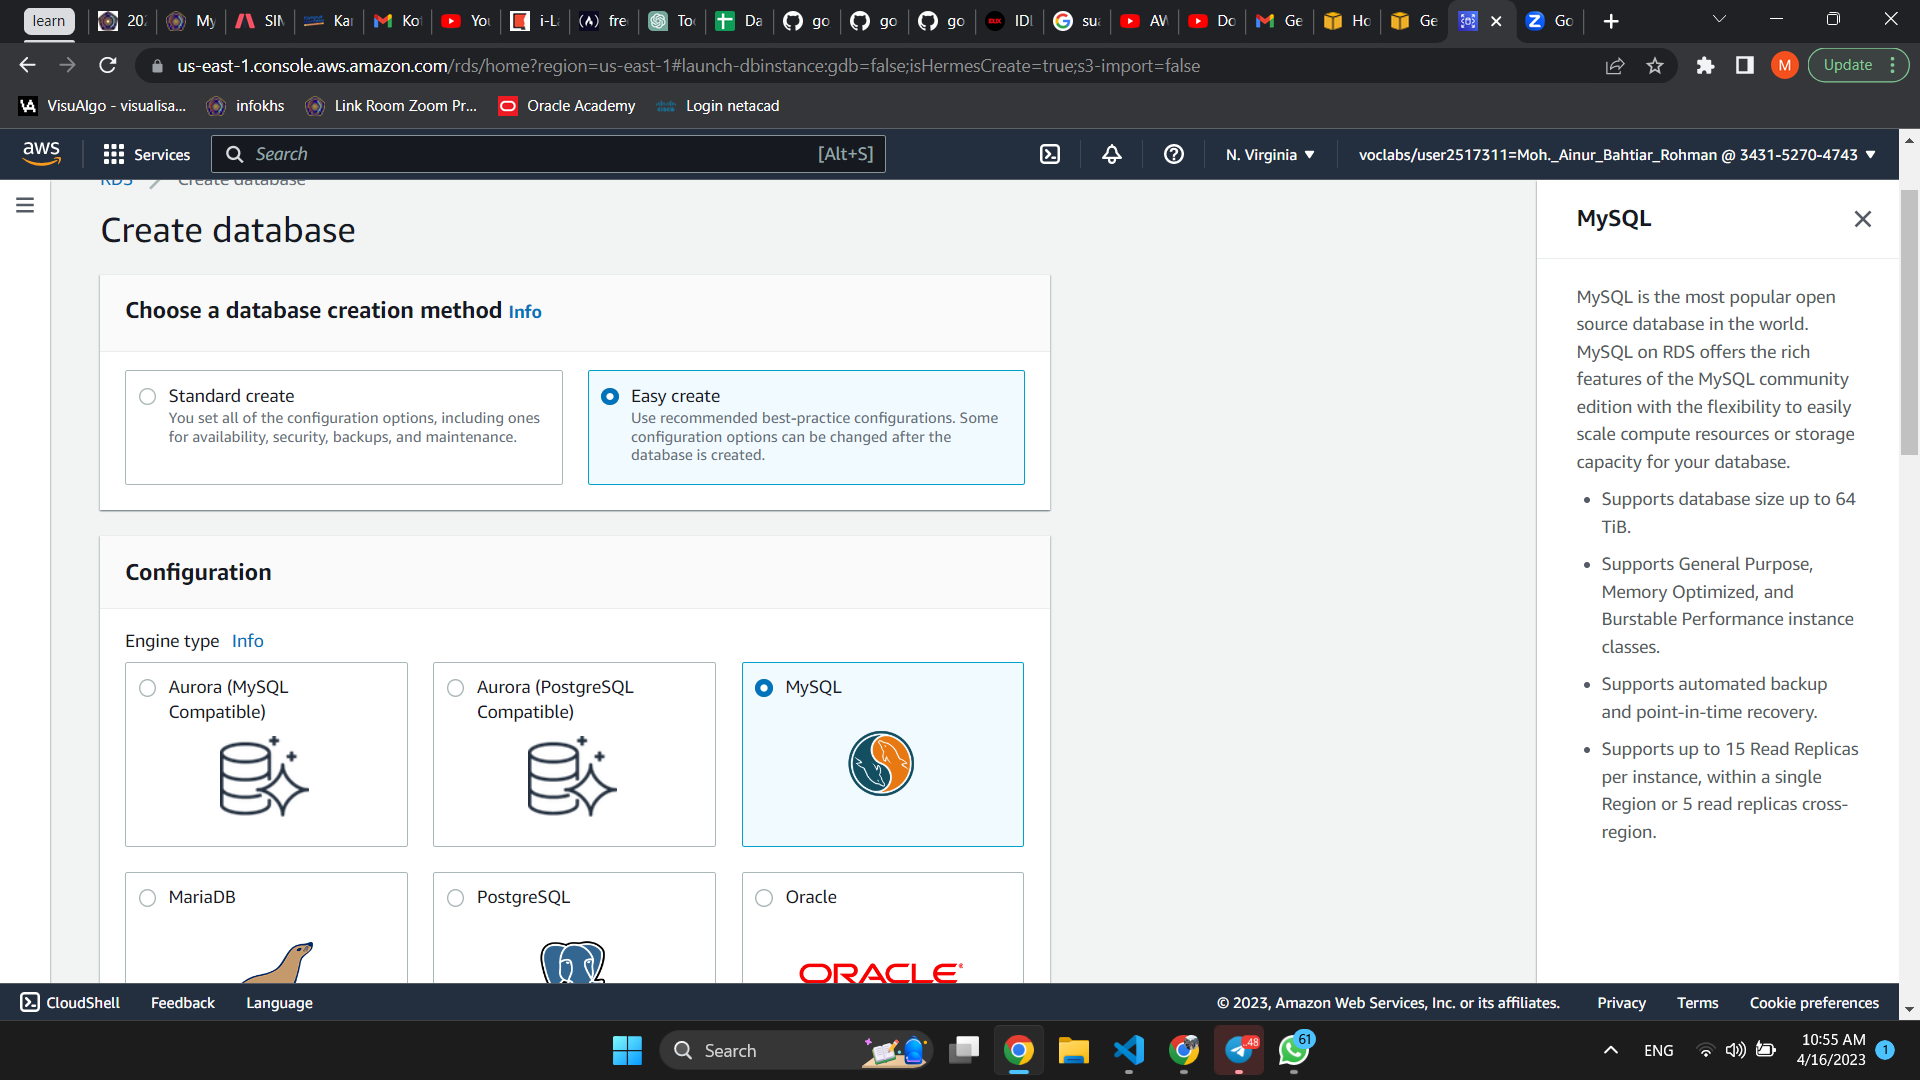 learn
202
My
SIM
Kar
Kot
You
i-La
free
Too
Da
go
go
go
IDL
sua
AW
Do
Ge
Ho
Ge
Go
us-east-1.console.aws.amazon.com/rds/home?region=us-east-1#launch-dbinstance:gdb=false;isHermesCreate=true;s3-import=false
M
Update
VisuAlgo - visualisa...
infokhs
Link Room Zoom Pr...
Oracle Academy
Login netacad
aws
Services
Search
[Alt+S]
N. Virginia
voclabs/user2517311=Moh._Ainur_Bahtiar_Rohman @ 3431-5270-4743
RDS
Create database
Create database
Choose a database creation method Info
Standard create
You set all of the configuration options, including ones
for availability, security, backups, and maintenance.
Easy create
Use recommended best-practice configurations. Some
configuration options can be changed after the
database is created.
Configuration
Engine type Info
Aurora (MySQL
Compatible)
Aurora (PostgreSQL
Compatible)
MySQL
MariaDB
PostgreSQL
Oracle
ORACLE
MySQL
MySQL is the most popular open
source database in the world.
MySQL on RDS offers the rich
features of the MySQL community
edition with the flexibility to easily
scale compute resources or storage
capacity for your database.
Supports database size up to 64
TiB.
Supports General Purpose,
Memory Optimized, and
Burstable Performance instance
classes.
Supports automated backup
and point-in-time recovery.
Supports up to 15 Read Replicas
per instance, within a single
Region or 5 read replicas cross-
region.
CloudShell
Feedback
Language
© 2023, Amazon Web Services, Inc. or its affiliates.
Privacy
Terms
Cookie preferences
Search
48
61
ENG
10:55 AM
4/16/2023
1